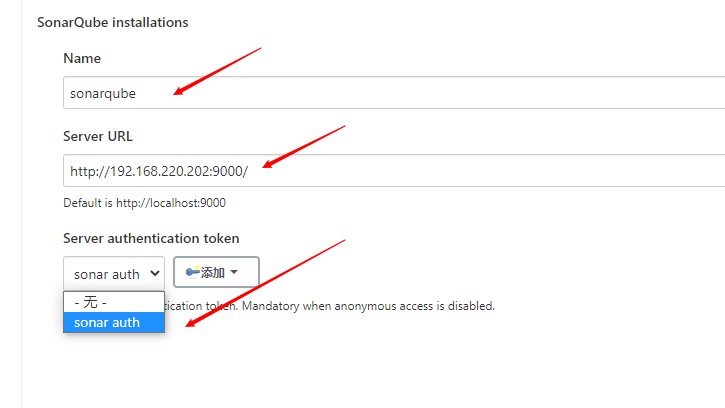 SonarQube installations
Name
sonarqube
Server URL
http://192.168.220.202:9000/
Default is http://localhost:9000
Server authentication token
sonar auth
添加
- 无 -
tication token. Mandatory when anonymous access is disabled.
sonar auth